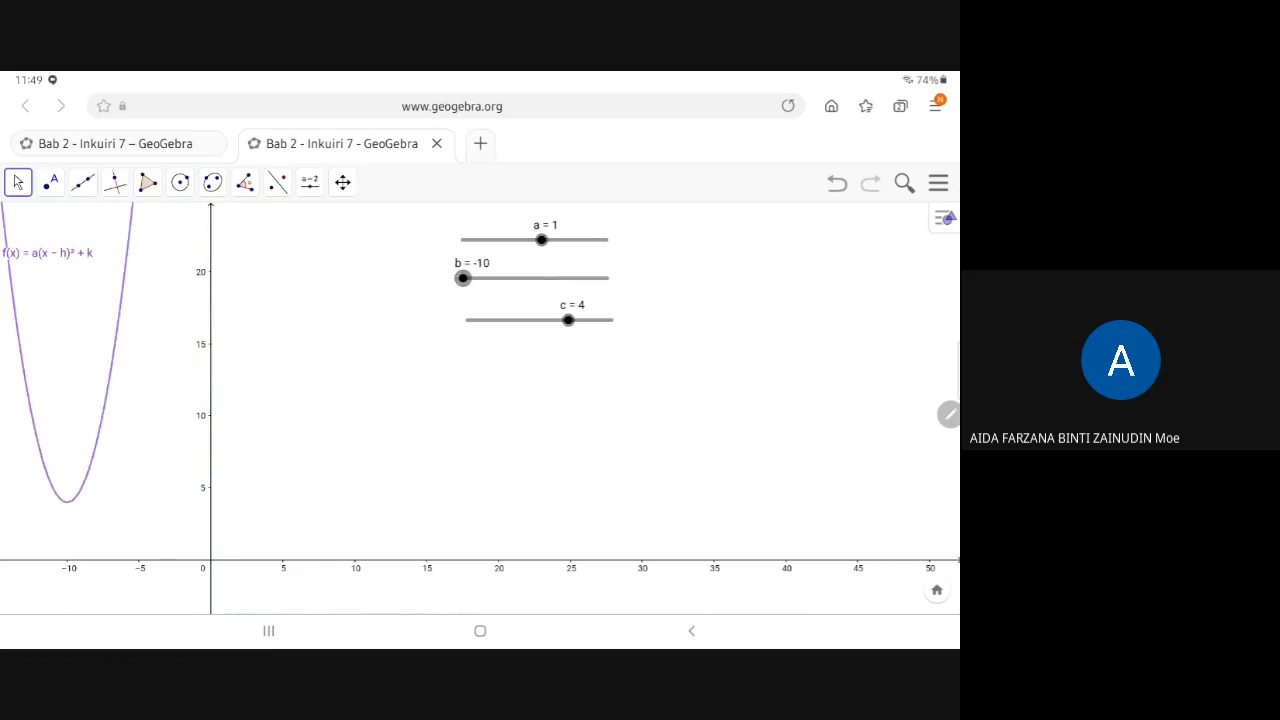 11:49
74%
www.geogebra.org
2
N
Bab 2 - Inkuiri 7 – GeoGebra
Bab 2 - Inkuiri 7 - GeoGebra
A
a=2
f(x) = a(x − h)² + k
a = 1
b = -10
c = 4
20
15
10
5
−10 −5 0 5 10 15 20 25 30 35 40 45 50
A
AIDA FARZANA BINTI ZAINUDIN Moe